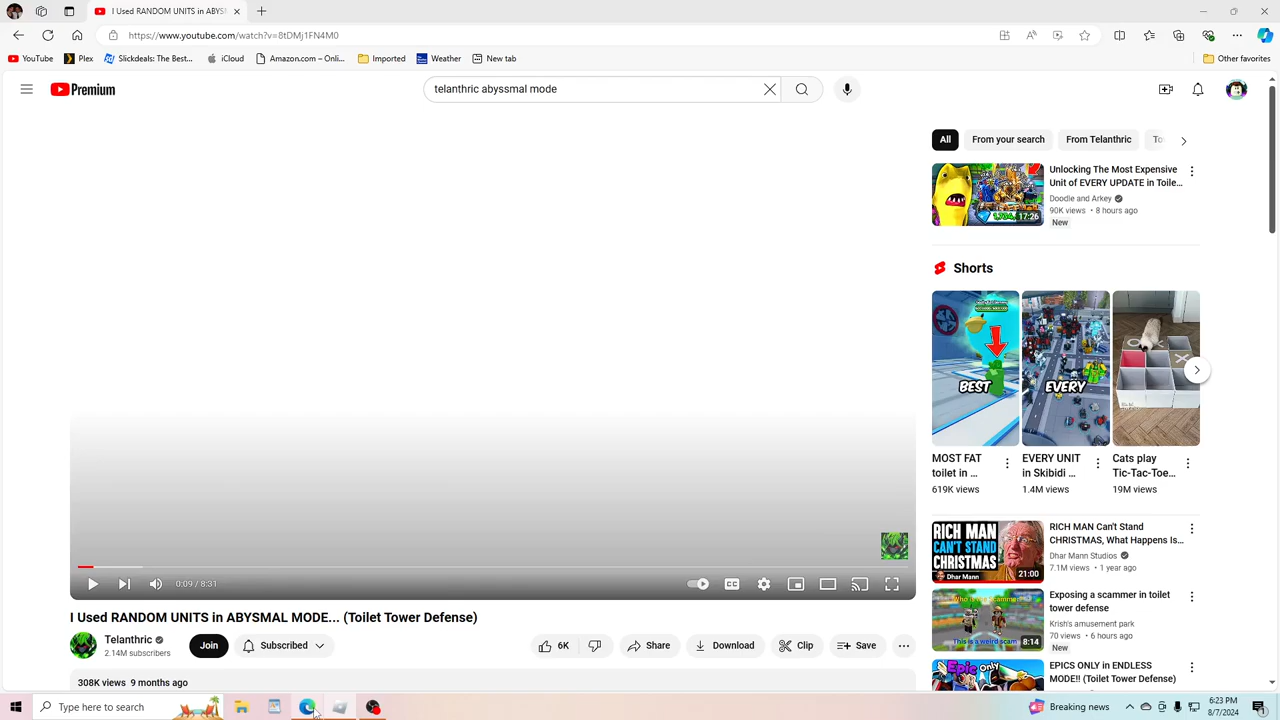 I Used RANDOM UNITS in ABYSM
https://www.youtube.com/watch?v=8tDMj1FN4M0
YouTube
Plex
Slickdeals: The Best...
iCloud
Amazon.com – Onli...
Imported
Weather
New tab
Other favorites
Premium
telanthric abyssmal mode
All
From your search
From Telanthric
To
Unlocking The Most Expensive
Unit of EVERY UPDATE in Toile...
Doodle and Arkey
90K views • 8 hours ago
New
17:26
Shorts
BEST
EVERY
MOST FAT
toilet in ...
619K views
EVERY UNIT
in Skibidi ...
1.4M views
Cats play
Tic-Tac-Toe...
19M views
RICH MAN
CAN'T STAND
CHRISTMAS
Dhar Mann
21:00
RICH MAN Can't Stand
CHRISTMAS, What Happens Is...
Dhar Mann Studios
7.1M views • 1 year ago
This is a weird scam
8:14
Exposing a scammer in toilet
tower defense
Krish's amusement park
70 views • 6 hours ago
New
Epic Only
EPICS ONLY in ENDLESS
MODE!! (Toilet Tower Defense)
0:09 / 8:31
CC
I Used RANDOM UNITS in ABYSMAL MODE... (Toilet Tower Defense)
Telanthric
2.14M subscribers
Join
Subscribed
6K
Share
Download
Clip
Save
308K views 9 months ago
Type here to search
Breaking news
6:23 PM
8/7/2024
1